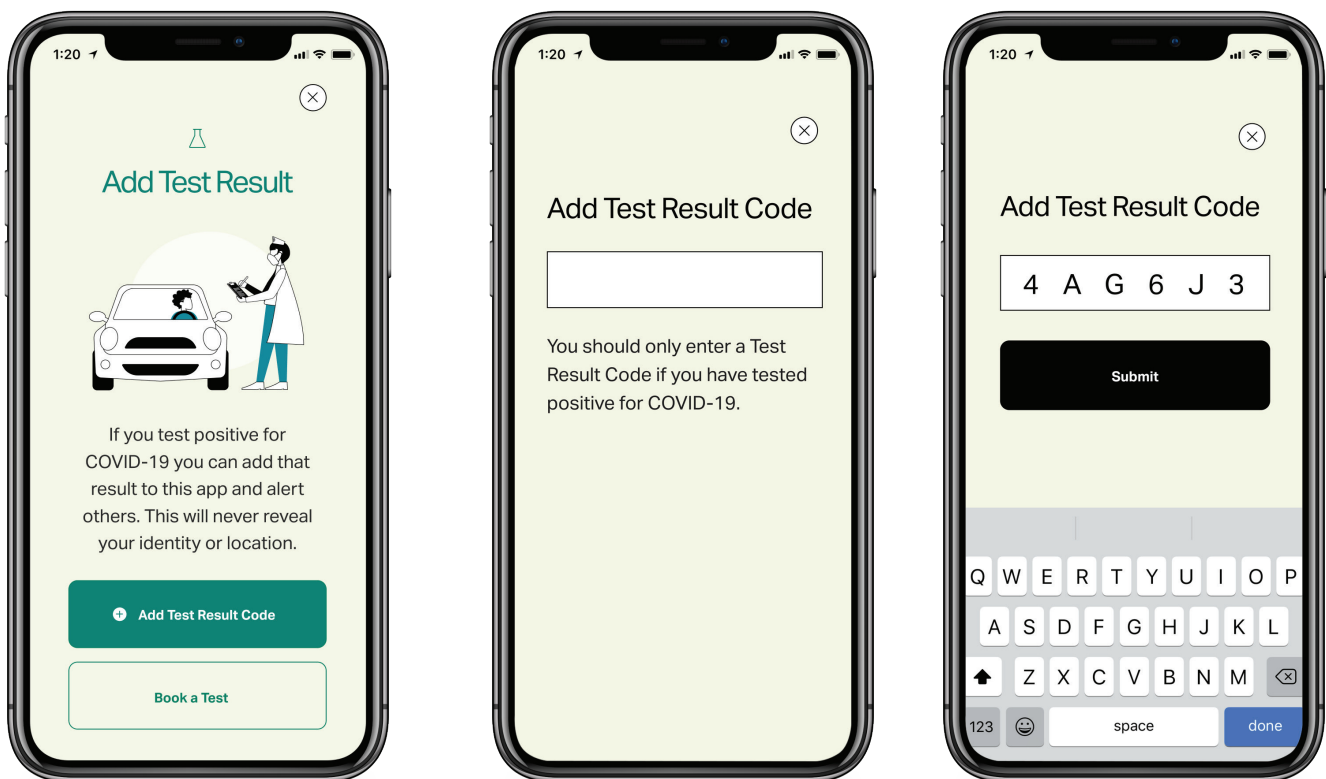 1:20
Add Test Result
If you test positive for
COVID-19 you can add that
result to this app and alert
others. This will never reveal
your identity or location.
Add Test Result Code
Book a Test
1:20
Add Test Result Code
You should only enter a Test
Result Code if you have tested
positive for COVID-19.
1:20
Add Test Result Code
4 A G 6 J 3
Submit
Q W E R T Y U I O P
A S D F G H J K L
Z X C V B N M
123 space done